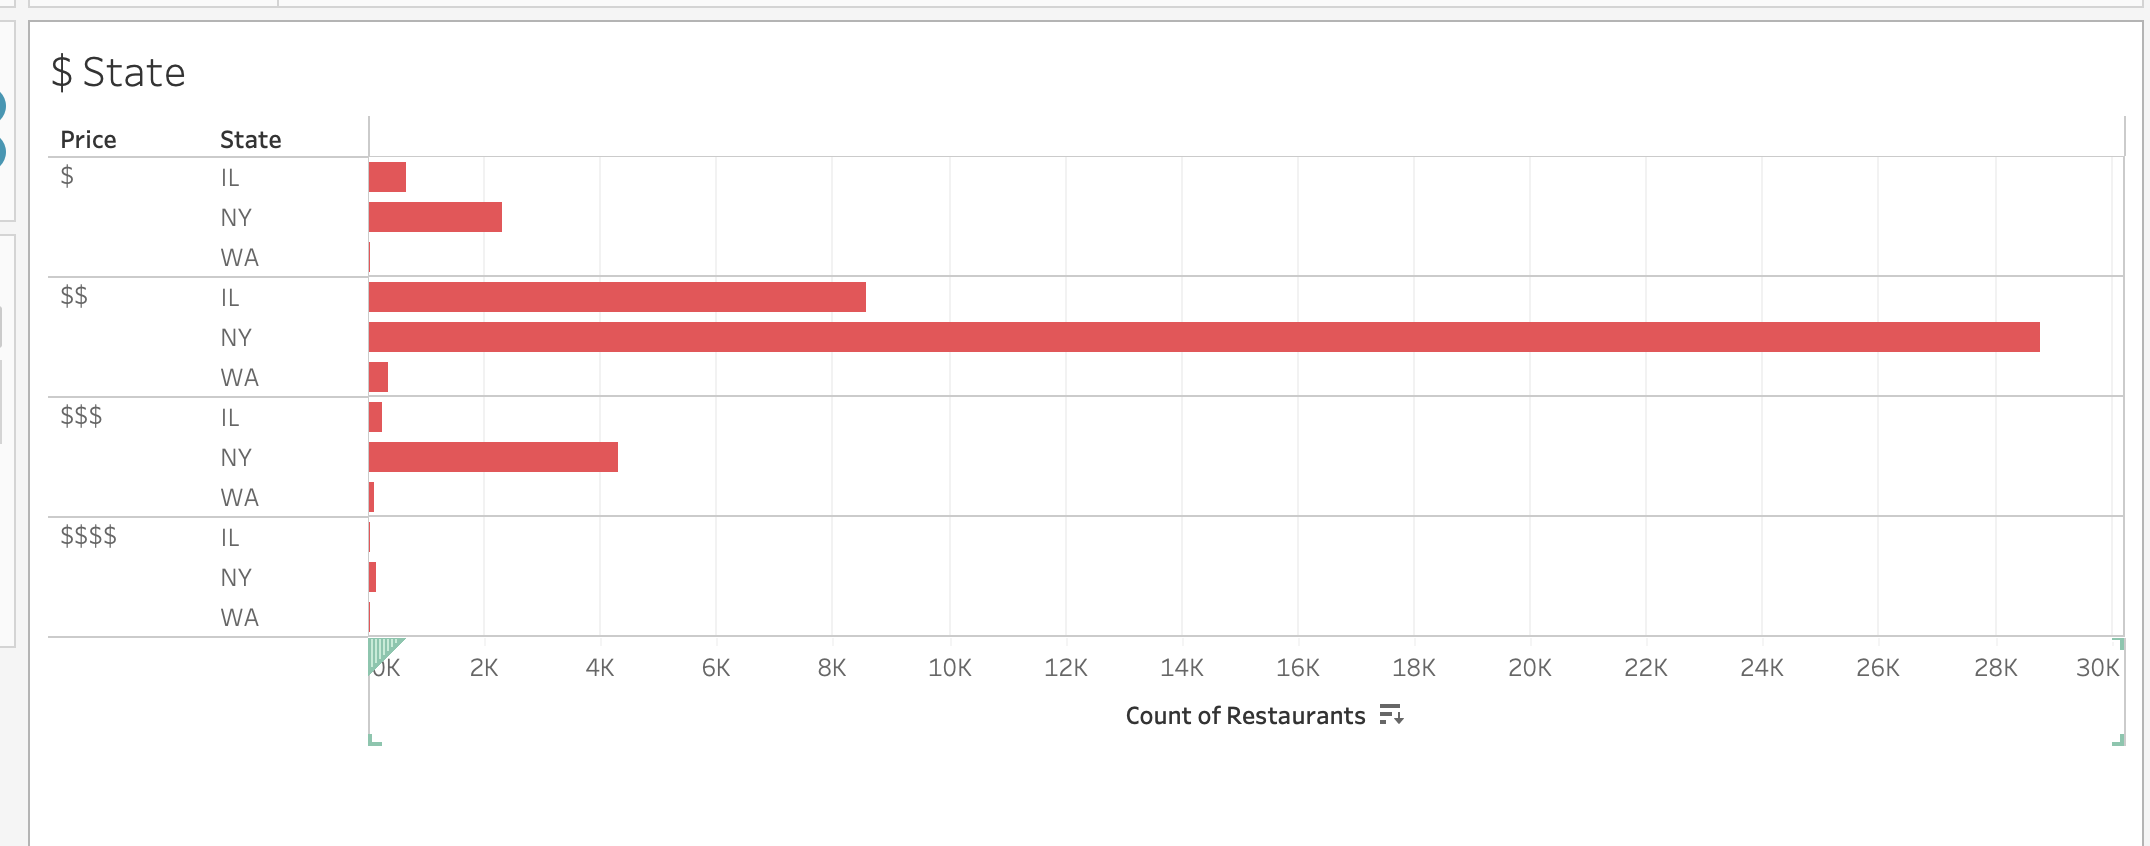 $ State
Price State
$ IL
NY
WA
$$ IL
NY
WA
$$$ IL
NY
WA
$$$$ IL
NY
WA
0K 2K 4K 6K 8K 10K 12K 14K 16K 18K 20K 22K 24K 26K 28K 30K
Count of Restaurants